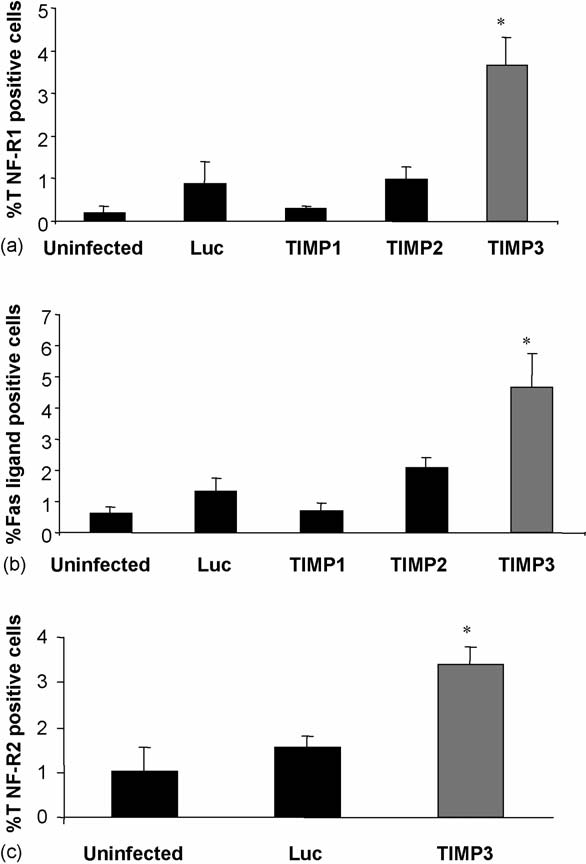 %T NF-R1 positive cells
5
4
3
2
1
0
*
Uninfected Luc TIMP1 TIMP2 TIMP3
(a)
%Fas ligand positive cells
7
6
5
4
3
2
1
0
*
Uninfected Luc TIMP1 TIMP2 TIMP3
(b)
%T NF-R2 positive cells
4
3
2
1
0
*
Uninfected Luc TIMP3
(c)